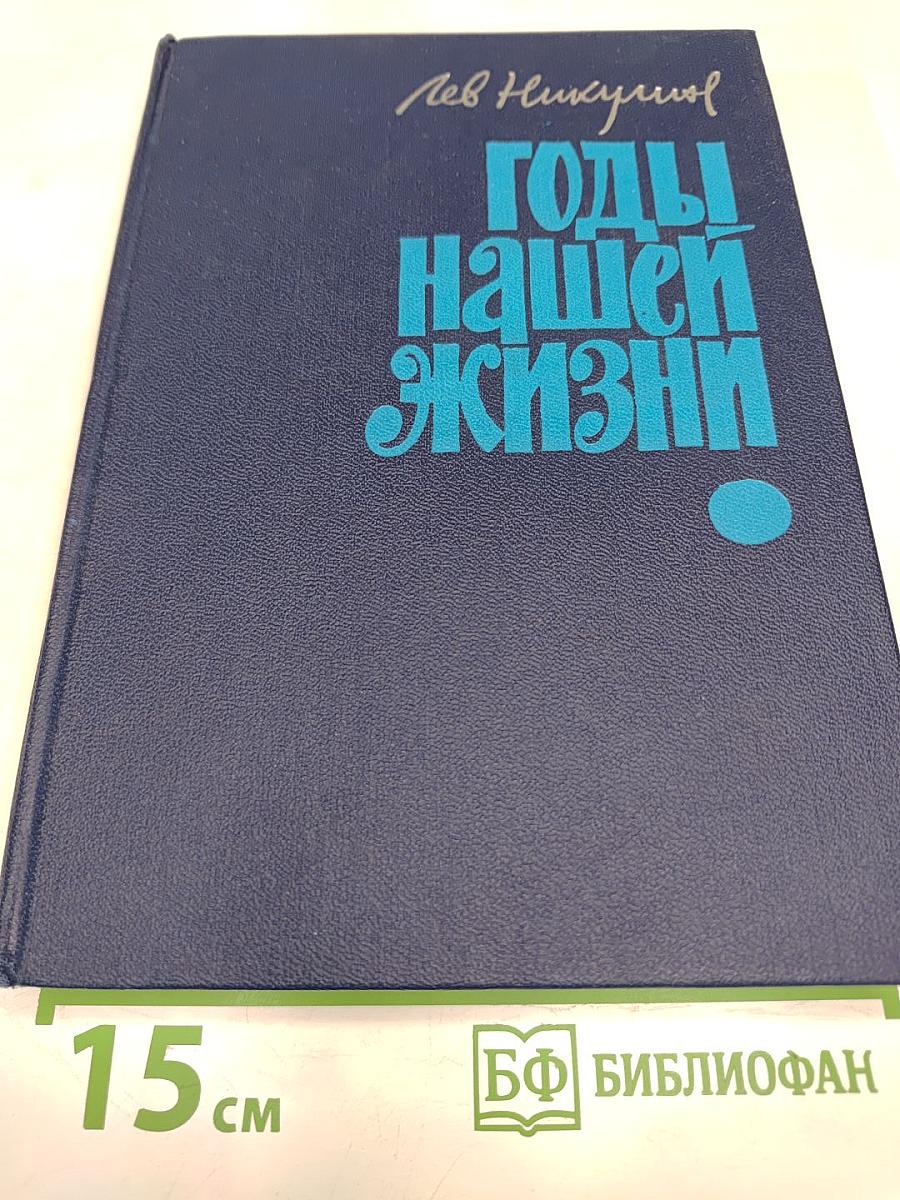 Лев Никулин
ГОДЫ
НАШЕЙ
ЖИЗНИ
15 см
БФ БИБЛИОФАН